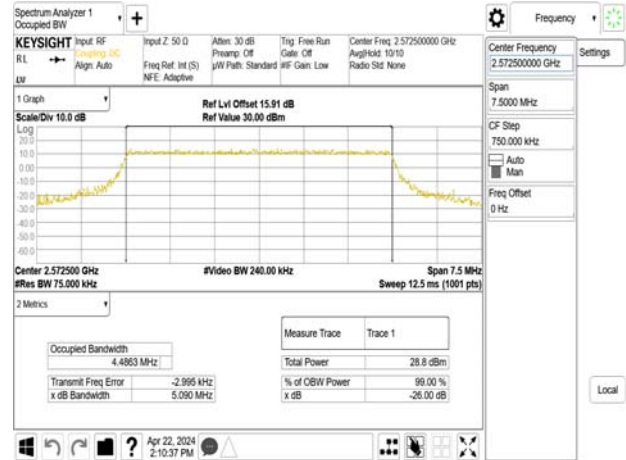 Spectrum Analyzer 1
Occupied BW
Frequency
KEYSIGHT
RL
Input: RF
Coupling: DC
Align: Auto
Input Z: 50 Ω
Freq Ref: Int (S)
NFE: Adaptive
Atten: 30 dB
Preamp: Off
µW Path: Standard
Trig: Free Run
Gate: Off
#IF Gain: Low
Center Freq: 2.572500000 GHz
Avg|Hold: 10/10
Radio Std: None
Center Frequency
2.572500000 GHz
Settings
Span
7.5000 MHz
CF Step
750.000 kHz
Auto
Man
Freq Offset
0 Hz
Local
1 Graph
Scale/Div 10.0 dB
Ref Lvl Offset 15.91 dB
Ref Value 30.00 dBm
Log
20.0
10.0
0.00
-10.0
-20.0
-30.0
-40.0
-50.0
-60.0
Center 2.572500 GHz
#Res BW 75.000 kHz
#Video BW 240.00 kHz
Span 7.5 MHz
Sweep 12.5 ms (1001 pts)
2 Metrics
Measure Trace Trace 1
Occupied Bandwidth
4.4863 MHz
Total Power 28.8 dBm
Transmit Freq Error -2.995 kHz
% of OBW Power 99.00 %
x dB Bandwidth 5.090 MHz
x dB -26.00 dB
Apr 22, 2024
2:10:37 PM